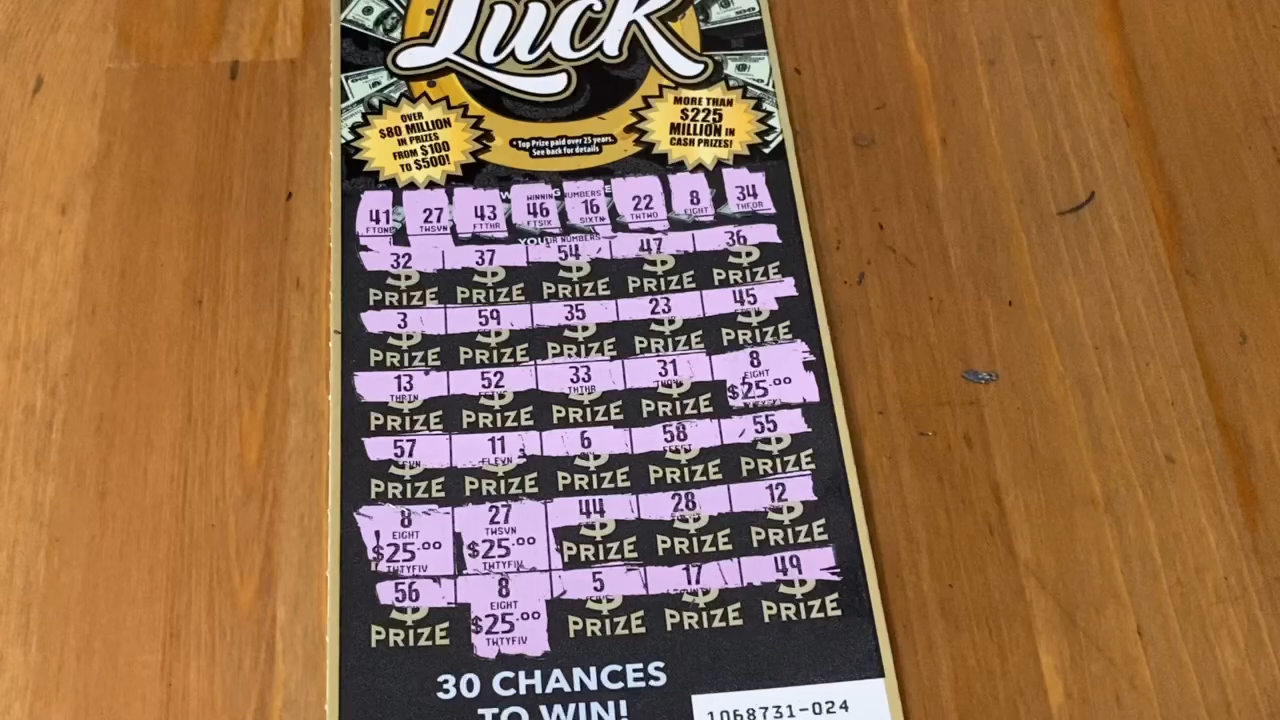 Luck
OVER
$80 MILLION
IN PRIZES
FROM $100
TO $500!
* Top Prize paid over 25 years.
See back for details
MORE THAN
$225
MILLION IN
CASH PRIZES!
WINNING NUMBERS
41 27 43 46 16 22 8 34
FTONE TWSVN FTTHR FTSIX SIXTN TWTWO EIGHT THFOR
YOUR NUMBERS
32 37 54 47 36
$ $ $ $ $
PRIZE PRIZE PRIZE PRIZE PRIZE
3 59 35 23 45
$ $ $ $ $
PRIZE PRIZE PRIZE PRIZE PRIZE
13 52 33 31 8
THRTN THTHR EIGHT
$ $ $ $ $25.00
PRIZE PRIZE PRIZE PRIZE
57 11 6 58 55
ELEVN
$ $ $ $ $
PRIZE PRIZE PRIZE PRIZE PRIZE
8 27 44 28 12
EIGHT TWSVN
$25.00 $25.00 $ $ $
TWTYFIV TWTYFIV PRIZE PRIZE PRIZE
56 8 5 17 49
EIGHT
$ $25.00 $ $ $
PRIZE TWTYFIV PRIZE PRIZE PRIZE
30 CHANCES
TO WIN!
1068731-024